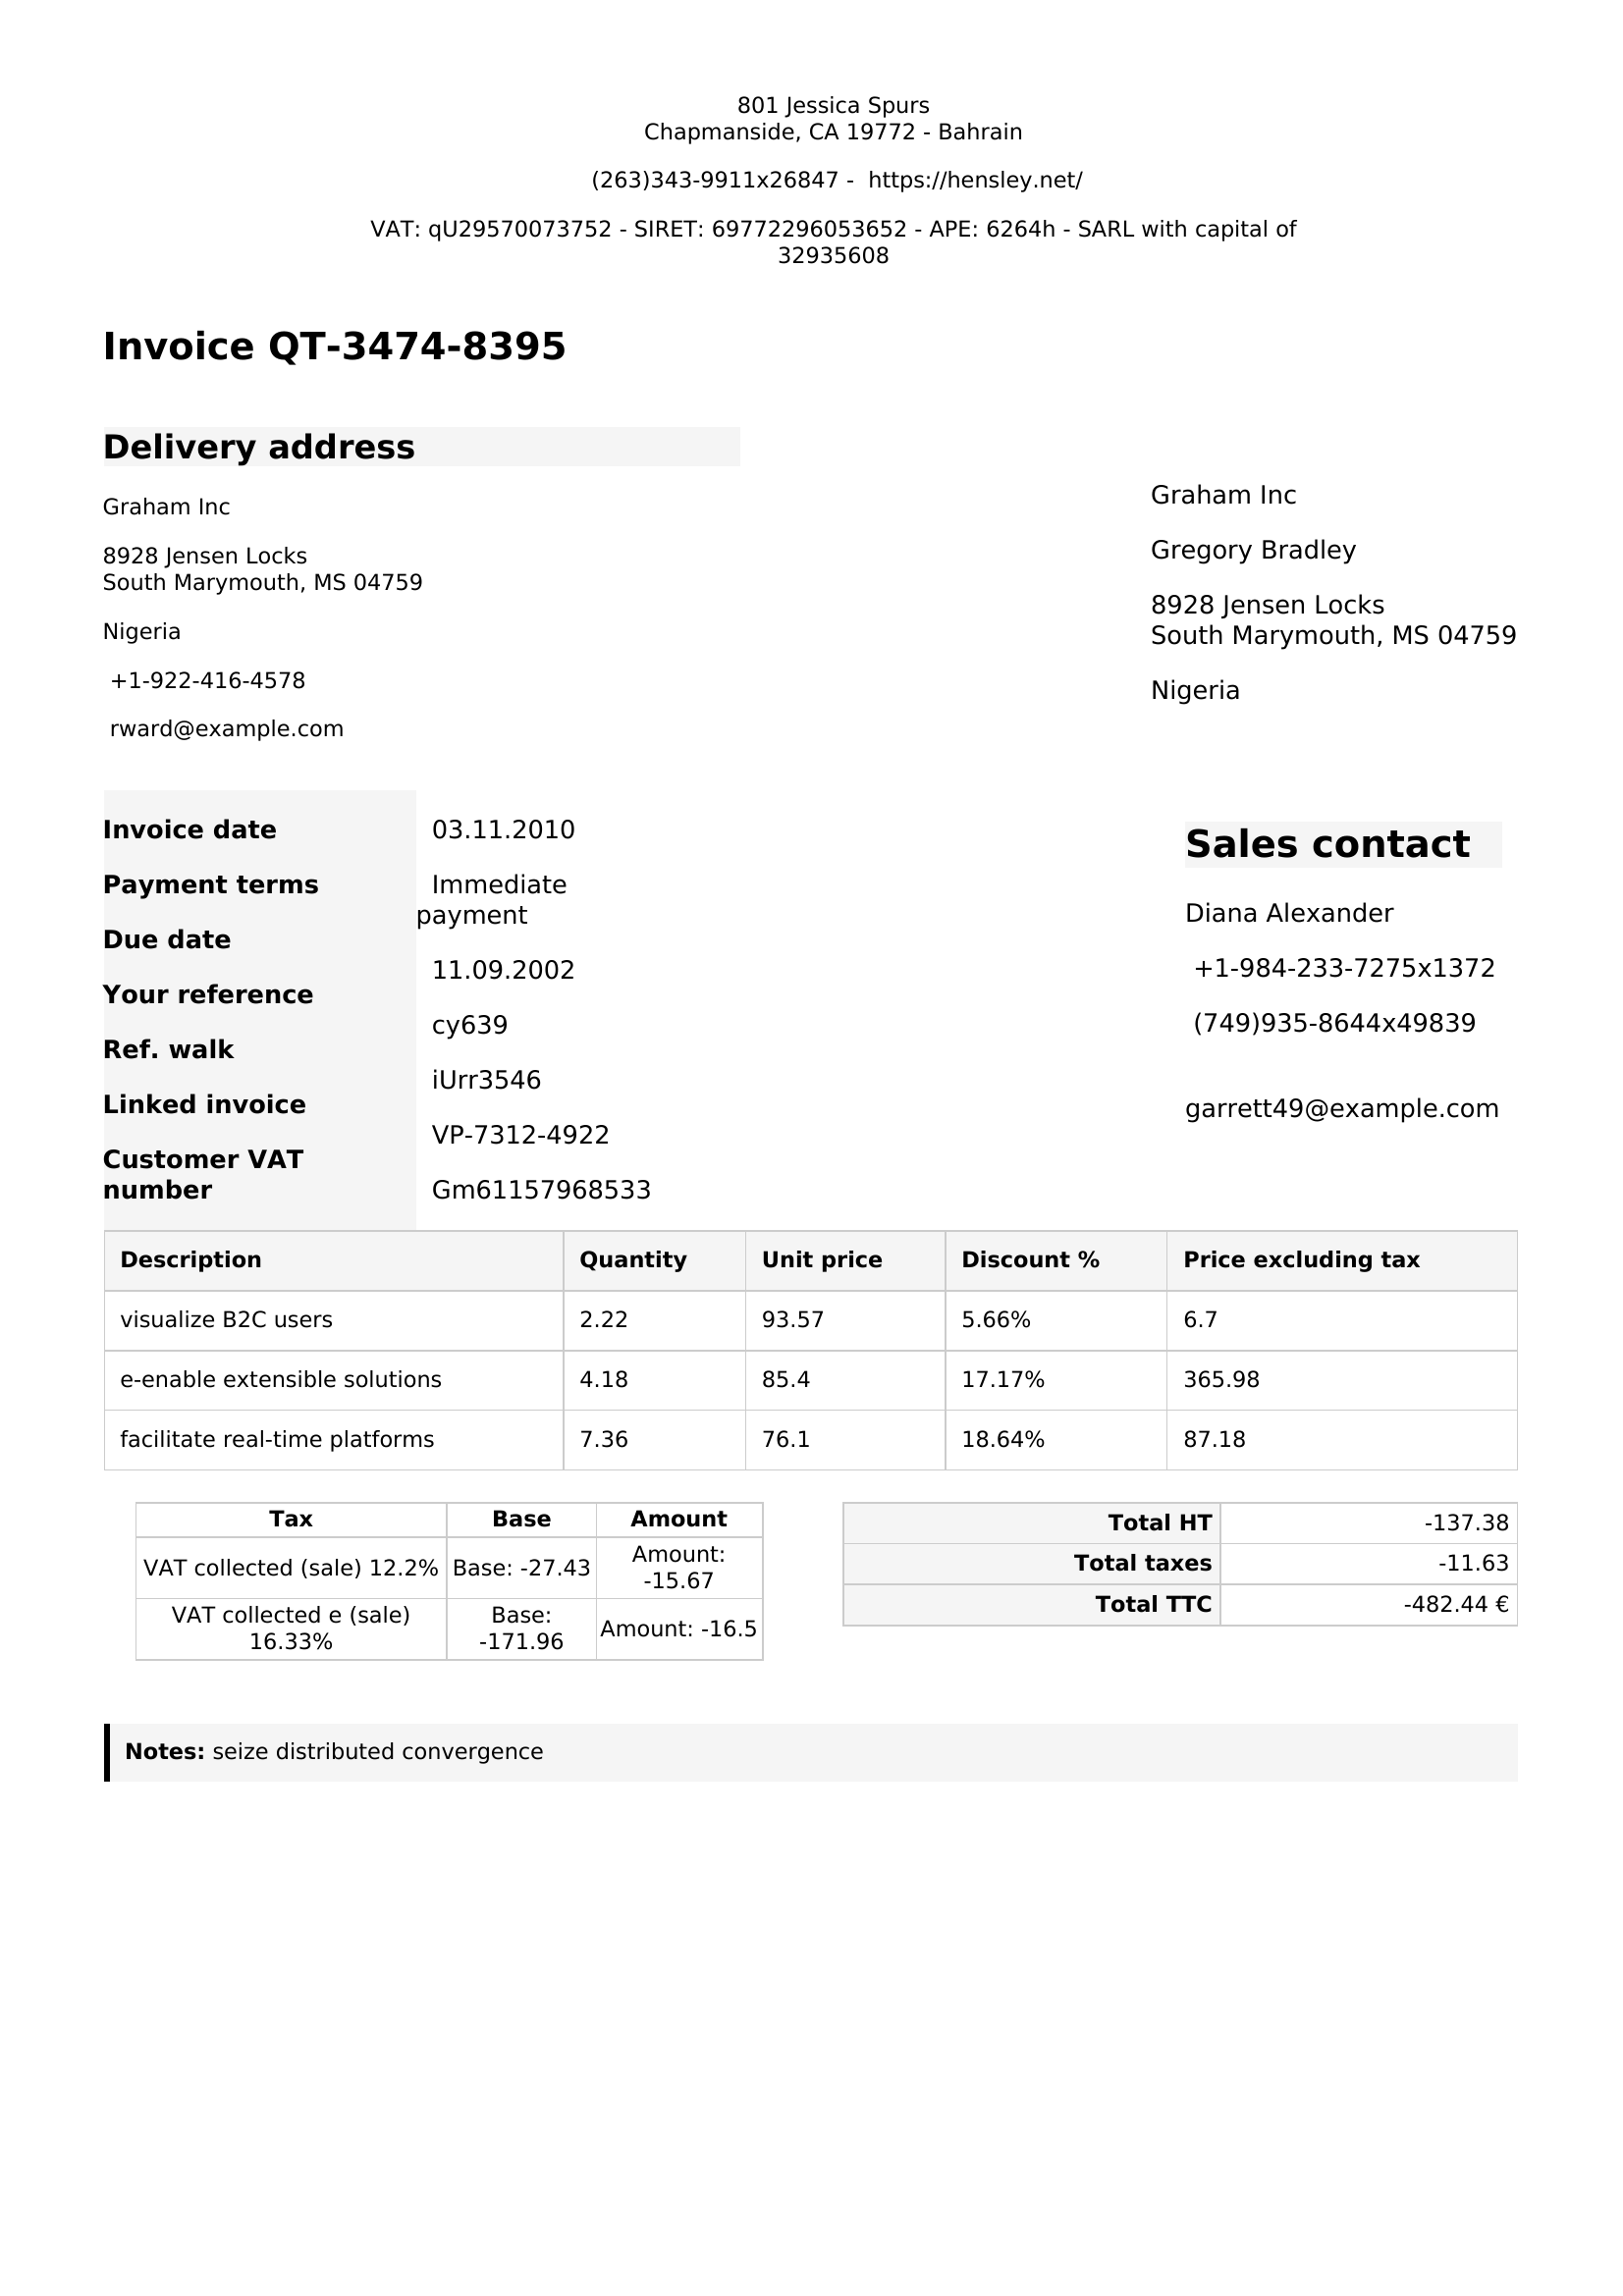 801 Jessica Spurs
Chapmanside, CA 19772 - Bahrain
(263)343-9911x26847 - https://hensley.net/
VAT: qU29570073752 - SIRET: 69772296053652 - APE: 6264h - SARL with capital of
32935608
Invoice QT-3474-8395
Delivery address
Graham Inc
8928 Jensen Locks
South Marymouth, MS 04759
Nigeria
+1-922-416-4578
rward@example.com
Graham Inc
Gregory Bradley
8928 Jensen Locks
South Marymouth, MS 04759
Nigeria
Invoice date
Payment terms
Due date
Your reference
Ref. walk
Linked invoice
Customer VAT
number
03.11.2010
Immediate
payment
11.09.2002
cy639
iUrr3546
VP-7312-4922
Gm61157968533
Sales contact
Diana Alexander
+1-984-233-7275x1372
(749)935-8644x49839
garrett49@example.com
Description Quantity Unit price Discount % Price excluding tax
visualize B2C users 2.22 93.57 5.66% 6.7
e-enable extensible solutions 4.18 85.4 17.17% 365.98
facilitate real-time platforms 7.36 76.1 18.64% 87.18
Tax Base Amount
VAT collected (sale) 12.2% Base: -27.43 Amount:
-15.67
VAT collected e (sale)
16.33%
Base:
-171.96
Amount: -16.5
Total HT -137.38
Total taxes -11.63
Total TTC -482.44 €
Notes: seize distributed convergence